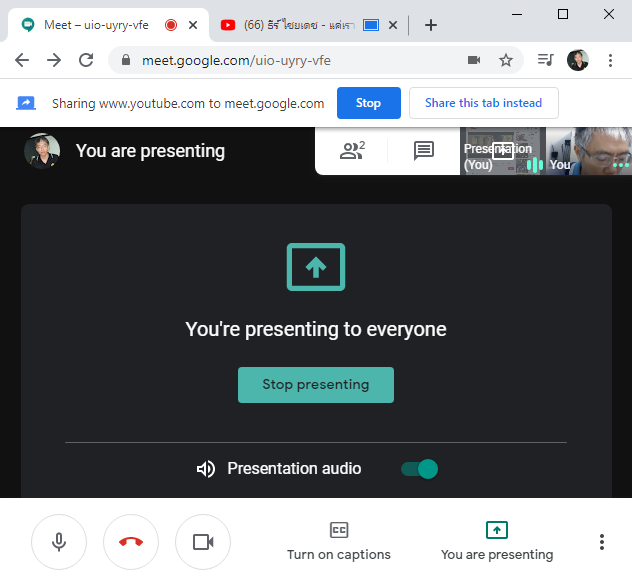 Meet – uio-uyry-vfe
(66) ธีร์ ไชยเดช - แค่เรา
meet.google.com/uio-uyry-vfe
Sharing www.youtube.com to meet.google.com
Stop
Share this tab instead
You are presenting
2
Presentation
(You)
You
You're presenting to everyone
Stop presenting
Presentation audio
CC
Turn on captions
You are presenting